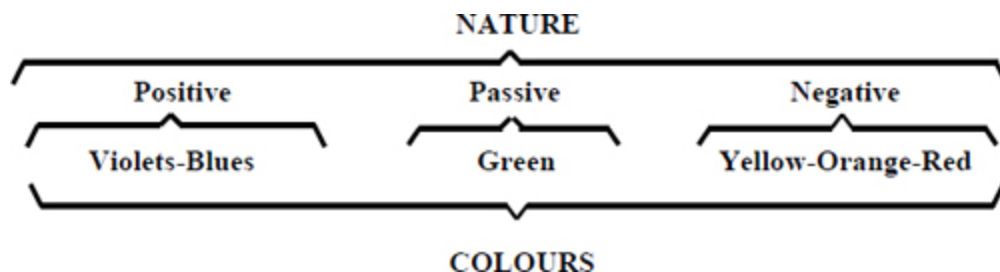 NATURE
Positive Passive Negative
Violets-Blues Green Yellow-Orange-Red
COLOURS